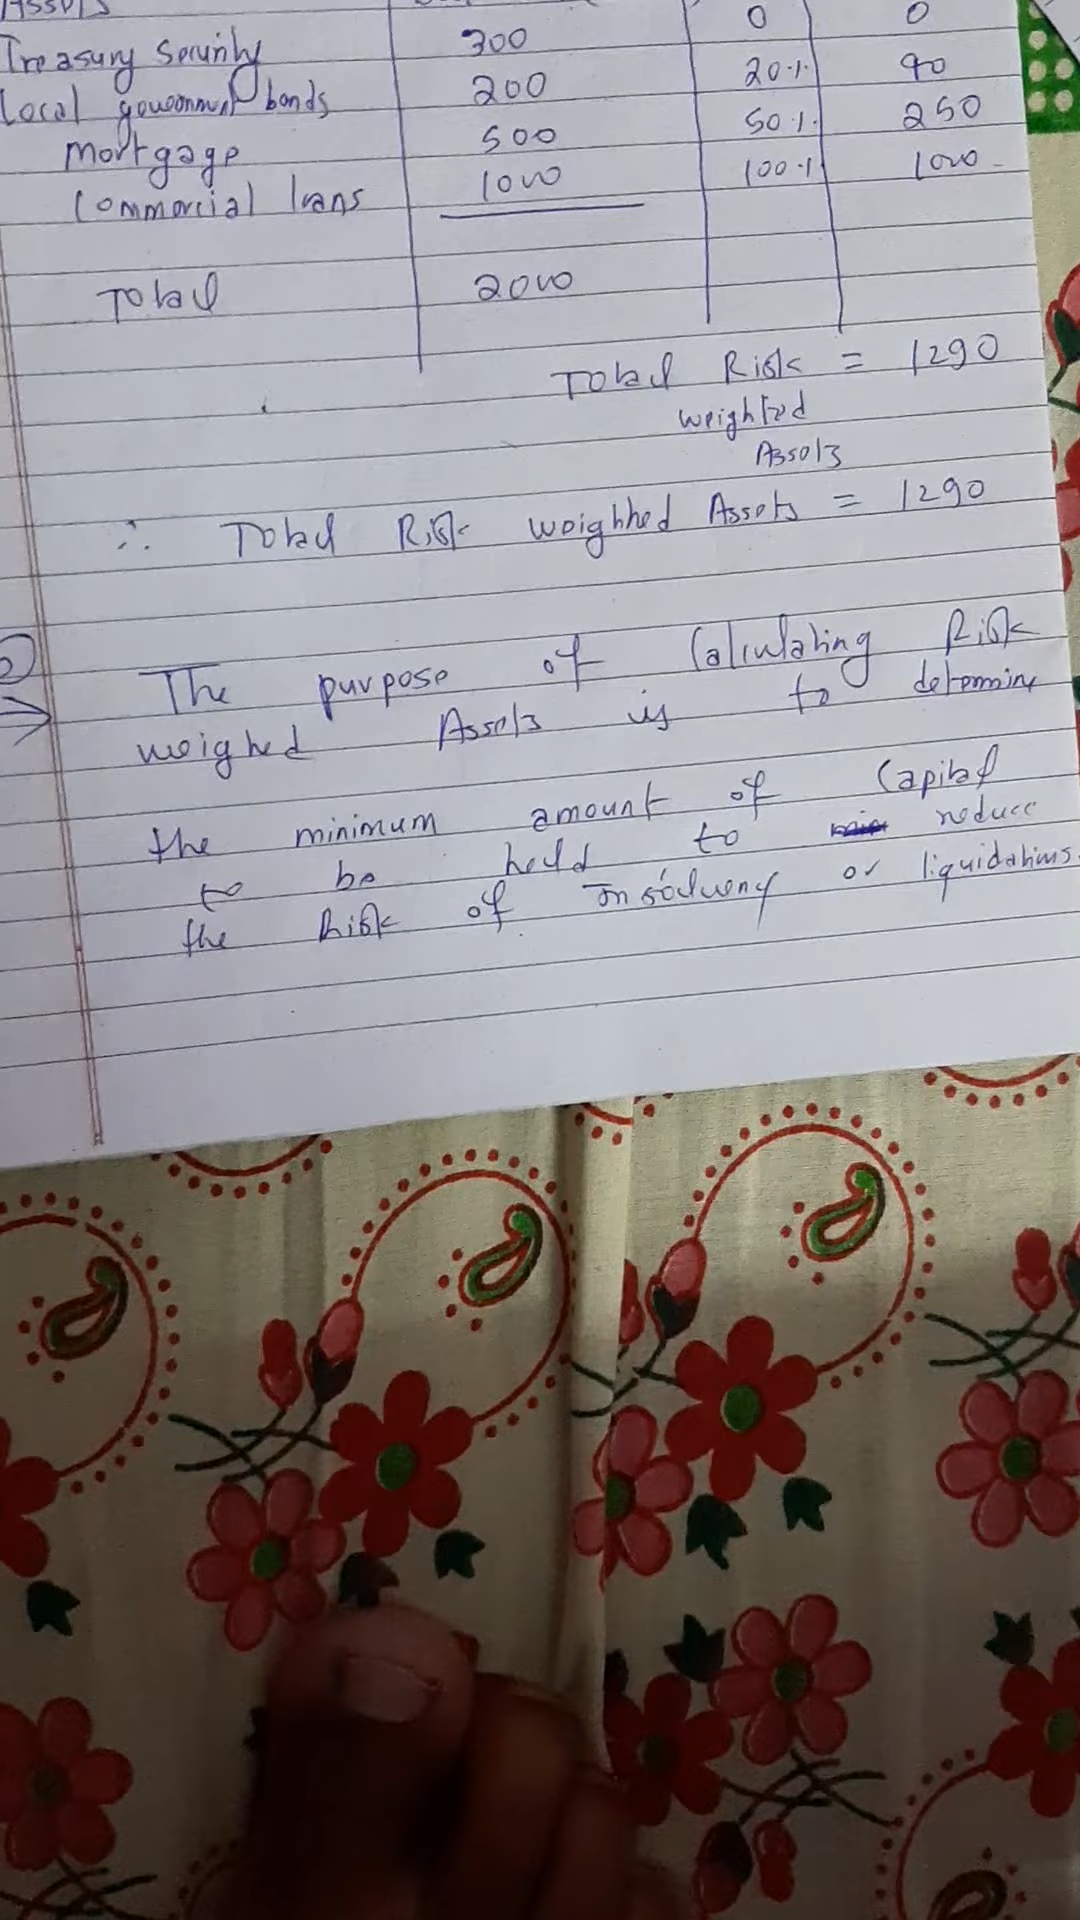 Assets
Treasury Security 300 0 0
Local government bonds 200 20% 40
Mortgage 500 50% 250
Commercial loans 1000 100% 1000
Total 2000
Total Risk = 1290
Weighted
Assets
∴ Total Risk weighted Assets = 1290
The purpose of Calculating Risk
weighed Assets is to determine
the minimum amount of Capital
to be held to reduce
the Risk of Insolvency or liquidations.